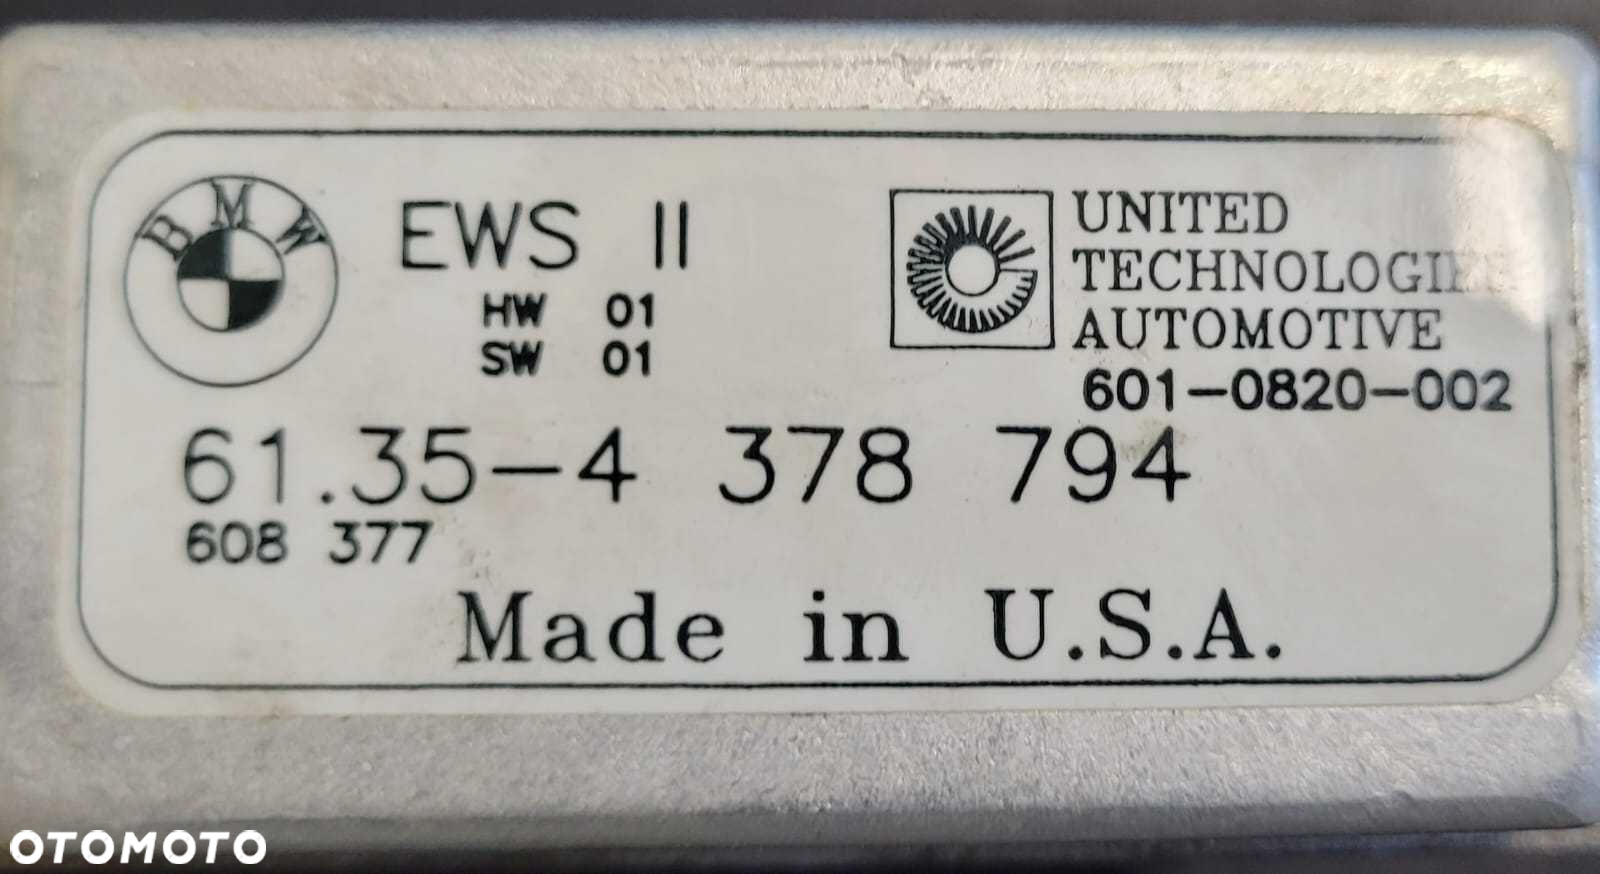 BMW
EWS II
HW 01
SW 01
UNITED
TECHNOLOGIES
AUTOMOTIVE
601-0820-002
61.35-4 378 794
608 377
Made in U.S.A.
OTOMOTO